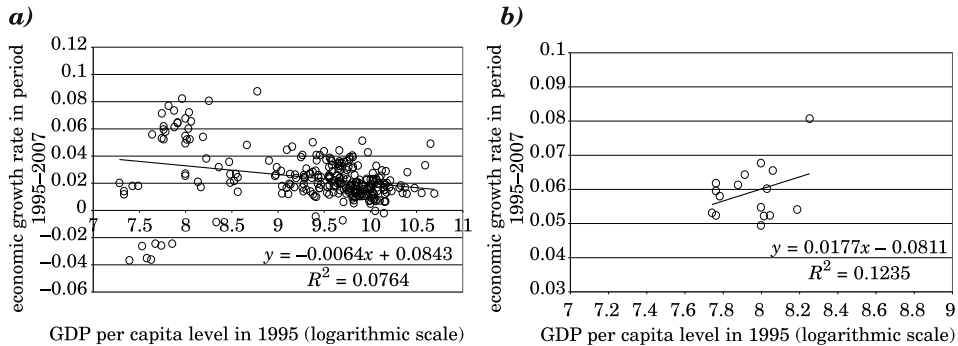 a)
economic growth rate in period
1995–2007
0.12
0.1
0.08
0.06
0.04
0.02
0
−0.02
−0.04
−0.06
7 7.5 8 8.5 9 9.5 10 10.5 11
y = −0.0064x + 0.0843
R² = 0.0764
GDP per capita level in 1995 (logarithmic scale)
b)
economic growth rate in period
1995–2007
0.1
0.09
0.08
0.07
0.06
0.05
0.04
0.03
y = 0.0177x − 0.0811
R² = 0.1235
7 7.2 7.4 7.6 7.8 8 8.2 8.4 8.6 8.8 9
GDP per capita level in 1995 (logarithmic scale)